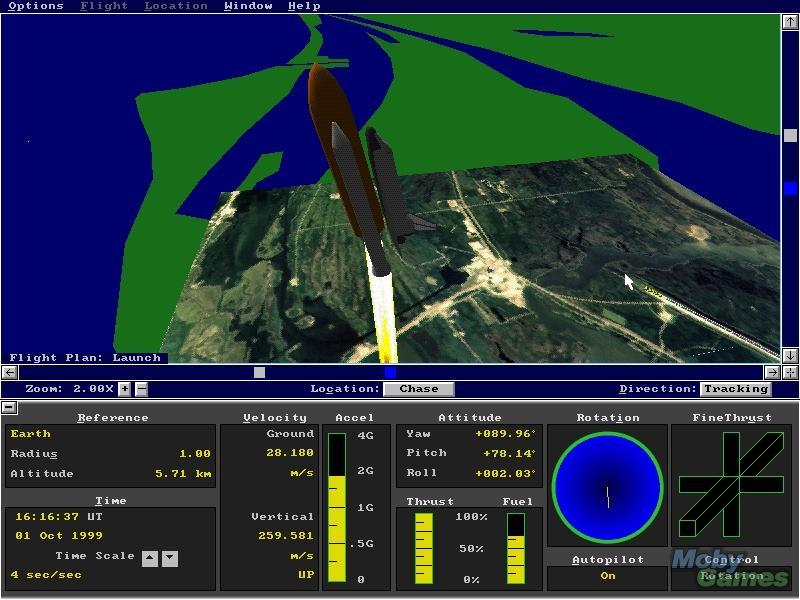 Options Flight Location Window Help
Flight Plan: Launch
Zoom: 2.00X + - Location: Chase Direction: Tracking
Reference Velocity Accel Attitude Rotation FineThrust
Earth Ground 4G Yaw +089.96°
Radius 1.00 28.180 Pitch +78.14°
Altitude 5.71 km m/s 2G Roll +002.03°
Time Thrust Fuel
16:16:37 UT Vertical 1G 100%
01 Oct 1999 259.581 .5G 50%
Time Scale m/s Autopilot Control
4 sec/sec UP 0 0% On Rotation
Moby Games